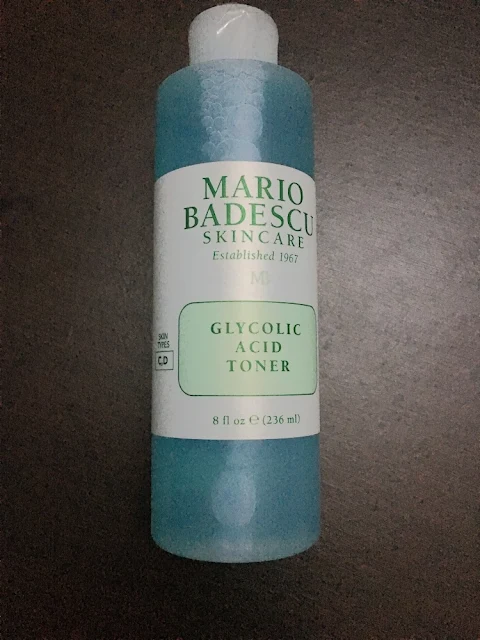 MARIO
BADESCU
SKINCARE
Established 1967
M
GLYCOLIC
ACID
TONER
SKIN
TYPES
C,D
8 fl oz ℮ (236 ml)